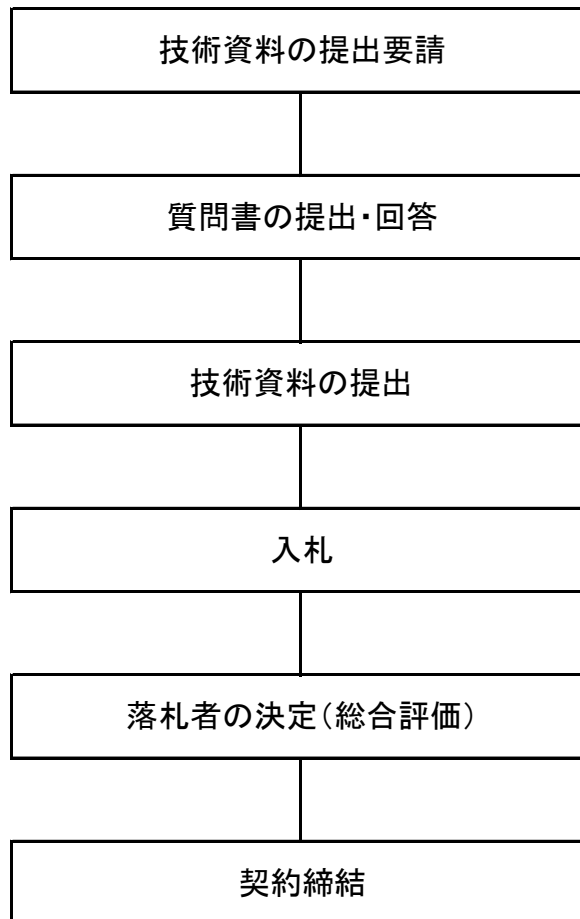 技術資料の提出要請
質問書の提出・回答
技術資料の提出
入札
落札者の決定（総合評価）
契約締結